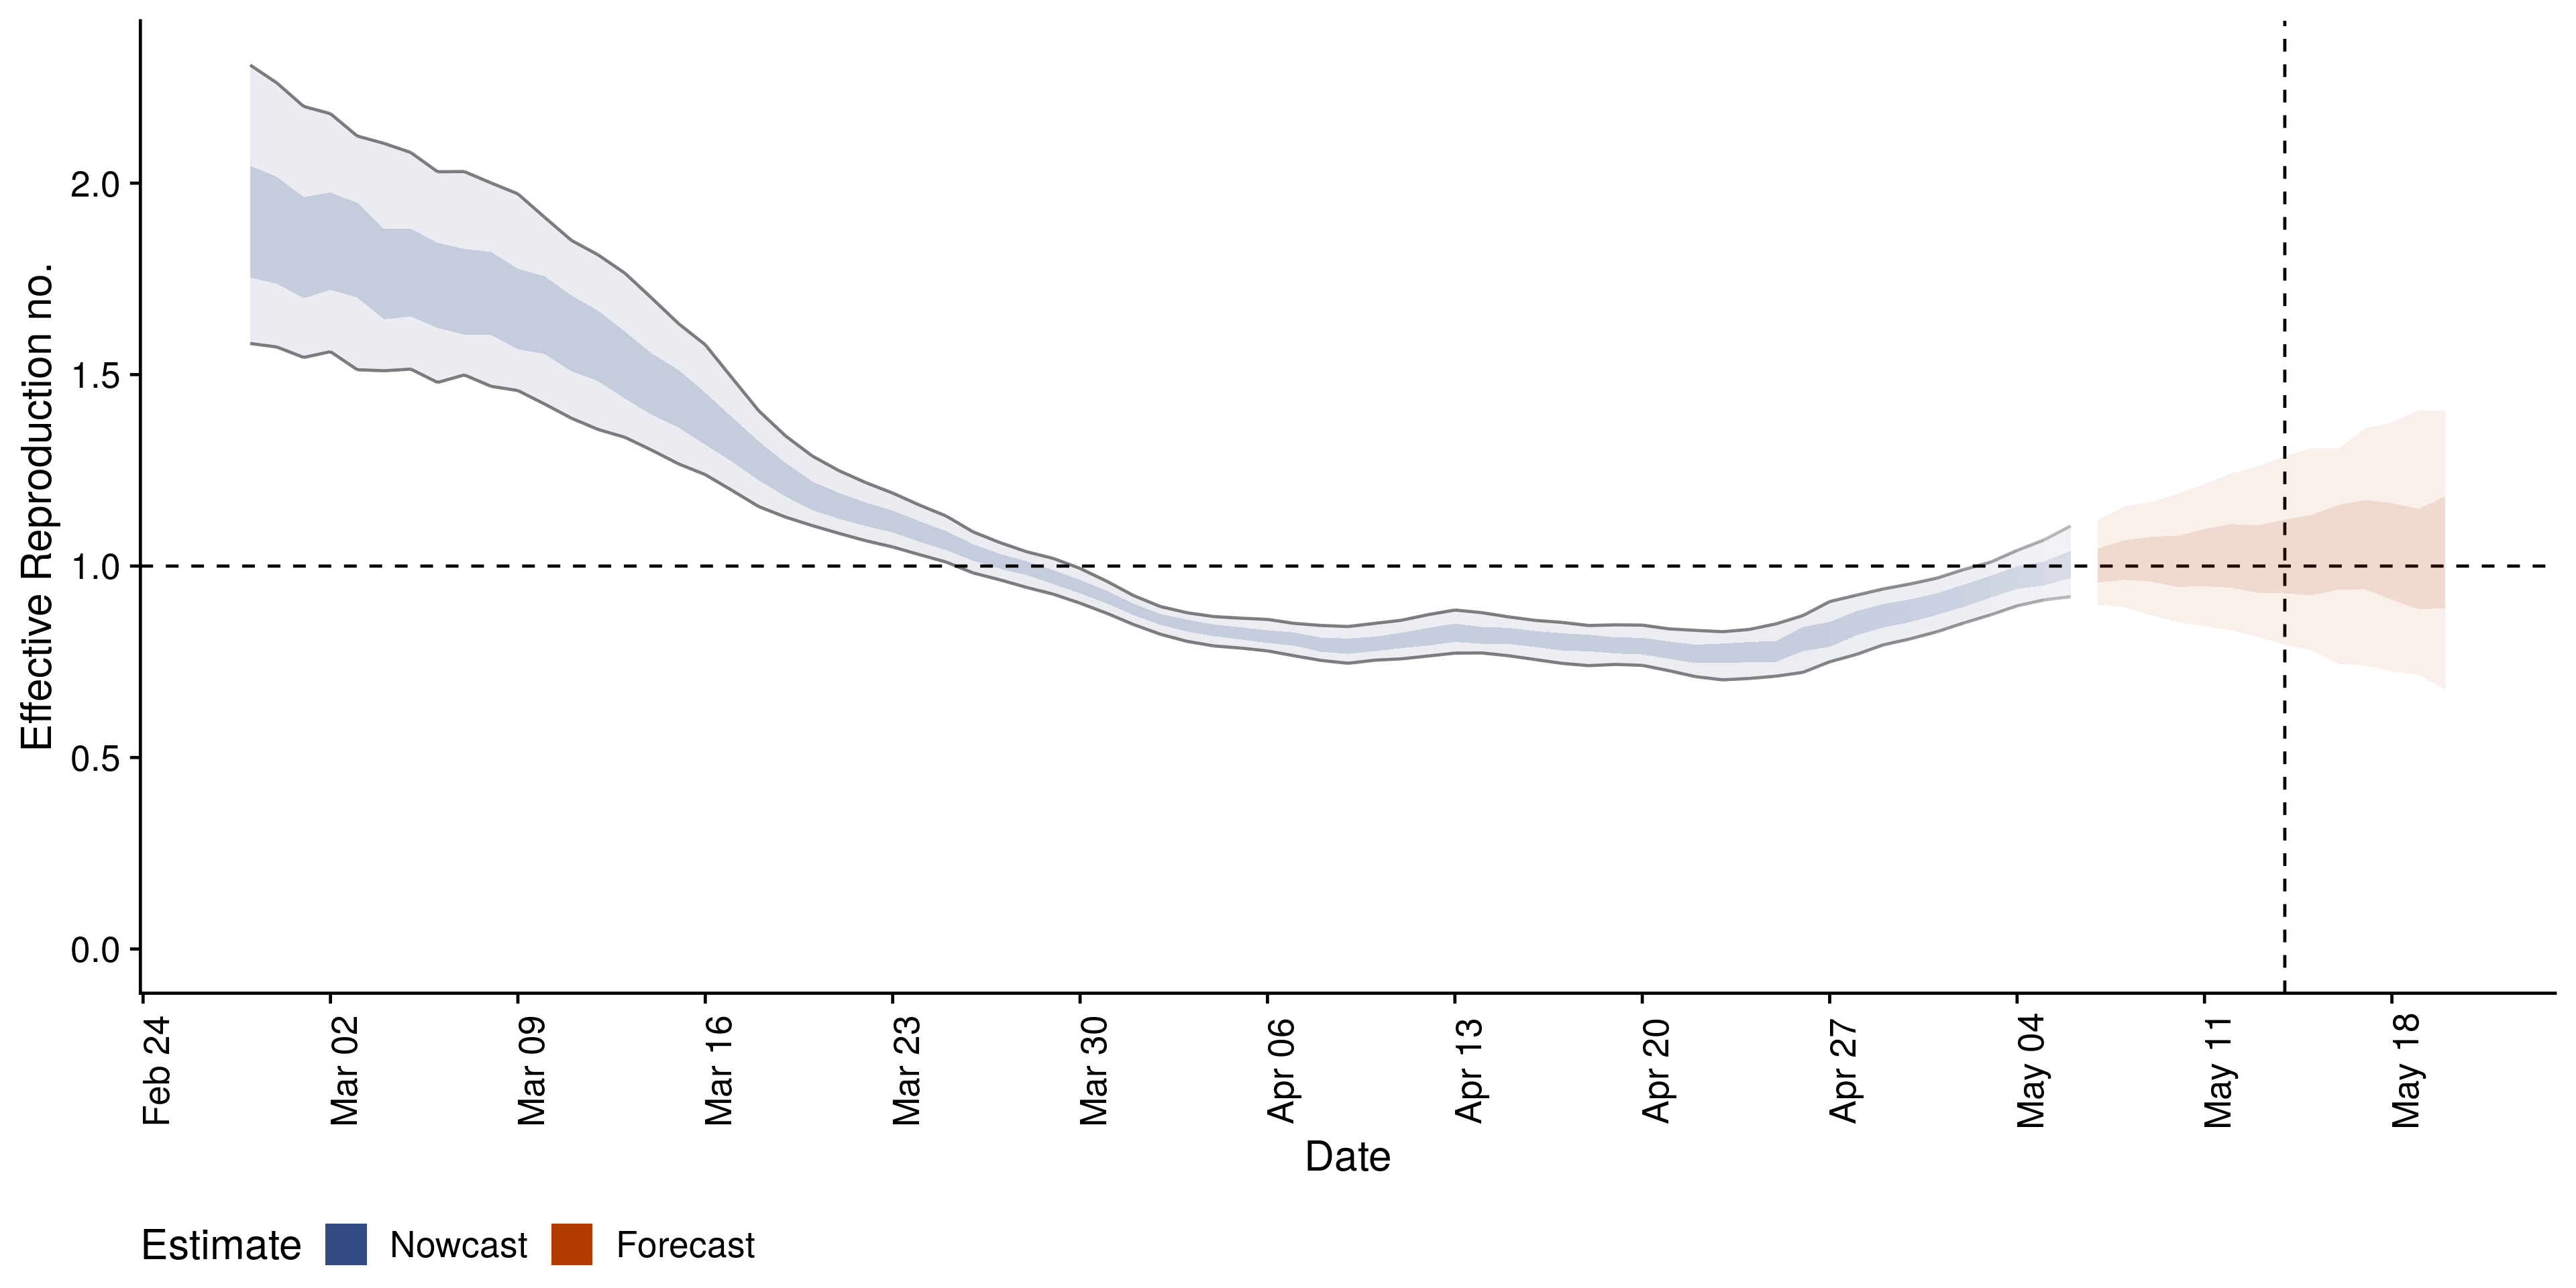 Effective Reproduction no.
2.0
1.5
1.0
0.5
0.0
Feb 24
Mar 02
Mar 09
Mar 16
Mar 23
Mar 30
Apr 06
Apr 13
Apr 20
Apr 27
May 04
May 11
May 18
Date
Estimate Nowcast Forecast